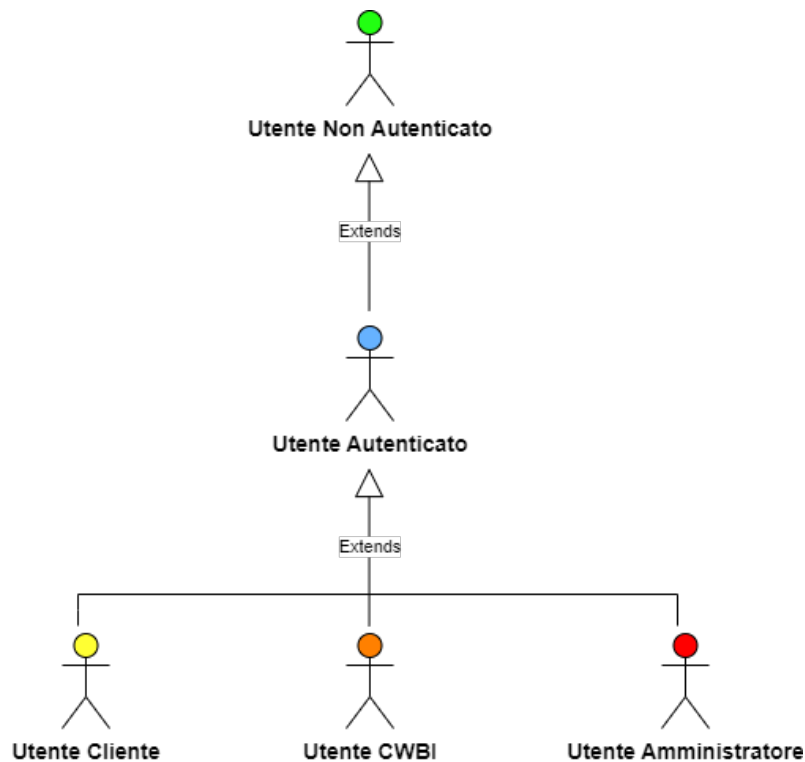 Utente Non Autenticato
Extends
Utente Autenticato
Extends
Utente Cliente
Utente CWBI
Utente Amministratore